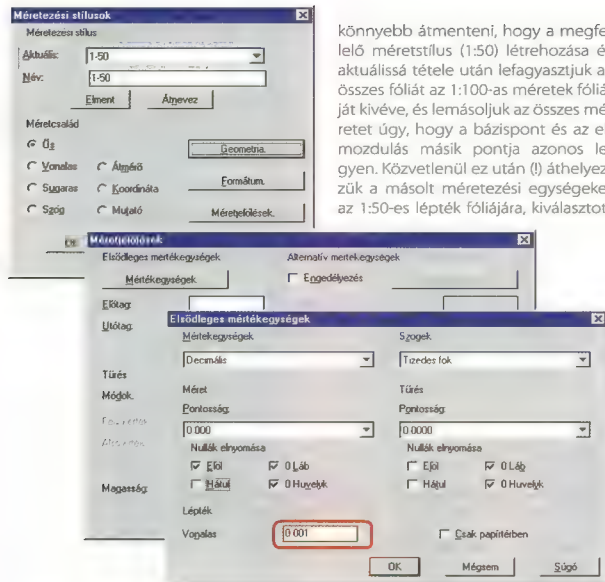 Méretezési stílusok
Méretezési stílus
Aktuális: 1-50
Név: 1-50
Elment Átnevez
Méretcsalád
Ős
Geometria.
Vonalas Átmérő
Sugaras Koordináta
Formátum.
Szög Mutató
Méretjelölések.
OK
könnyebb átmenteni, hogy a megfe
lelő méretstílus (1:50) létrehozása é
aktuálissá tétele után lefagyasztjuk a
összes fóliát az 1:100-as méretek fóliá
ját kivéve, és lemásoljuk az összes mé
retet úgy, hogy a bázispont és az e
mozdulás másik pontja azonos le
gyen. Közvetlenül ez után (!) áthelyez
zük a másolt méretezési egységeke
az 1:50-es lépték fóliájára, kiválasztot
Méretjelölések
Elsődleges mértékegységek Alternatív mértékegységek
Mértékegységek. Engedélyezés
Előtag:
Utótag:
Tűrés
Módok.
Magasság:
Elsődleges mértékegységek
Mértékegységek Szögek
Decimális Tizedes fok
Méret Tűrés
Pontosság: Pontosság:
0.000 0.0000
Nullák elnyomása Nullák elnyomása
Elöl 0 Láb Elöl 0 Láb
Hátul 0 Hüvelyk Hátul 0 Hüvelyk
Lépték
Vonalas 0.001 Csak papírtérben
OK Mégsem Súgó